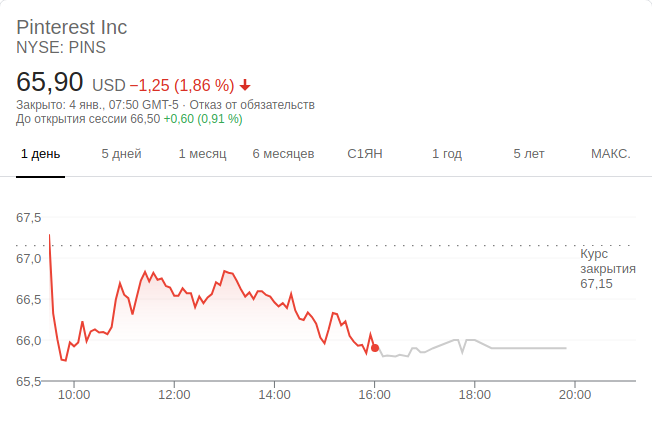 Pinterest Inc
NYSE: PINS
65,90 USD −1,25 (1,86 %)
Закрыто: 4 янв., 07:50 GMT-5 · Отказ от обязательств
До открытия сессии 66,50 +0,60 (0,91 %)
1 день 5 дней 1 месяц 6 месяцев С1ЯН 1 год 5 лет МАКС.
67,5
67,0
66,5
66,0
65,5
Курс
закрытия
67,15
10:00 12:00 14:00 16:00 18:00 20:00